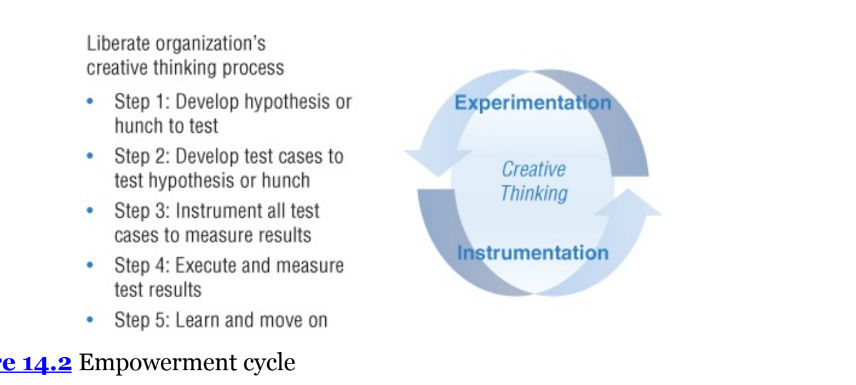 Liberate organization's
creative thinking process
• Step 1: Develop hypothesis or
hunch to test
• Step 2: Develop test cases to
test hypothesis or hunch
• Step 3: Instrument all test
cases to measure results
• Step 4: Execute and measure
test results
• Step 5: Learn and move on
Experimentation
Creative
Thinking
Instrumentation
re 14.2 Empowerment cycle